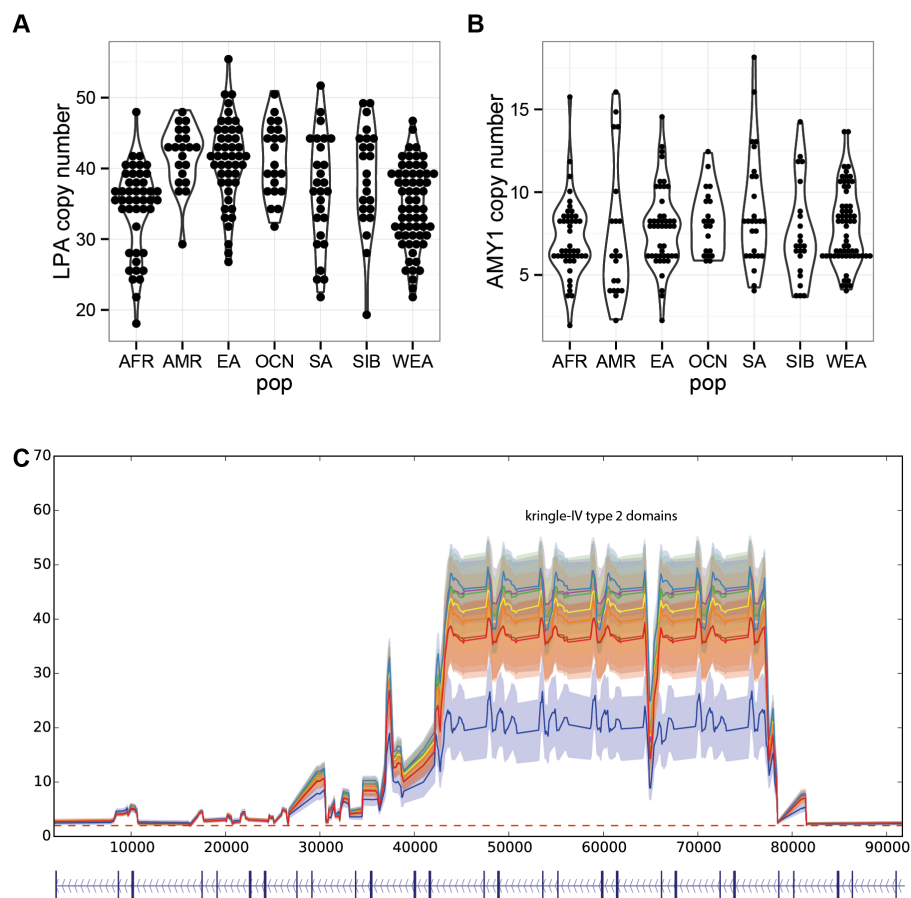 A
LPA copy number
50
40
30
20
AFR AMR EA OCN SA SIB WEA
pop
B
AMY1 copy number
15
10
5
AFR AMR EA OCN SA SIB WEA
pop
C
70
60
50
40
30
20
10
0
kringle-IV type 2 domains
10000 20000 30000 40000 50000 60000 70000 80000 90000